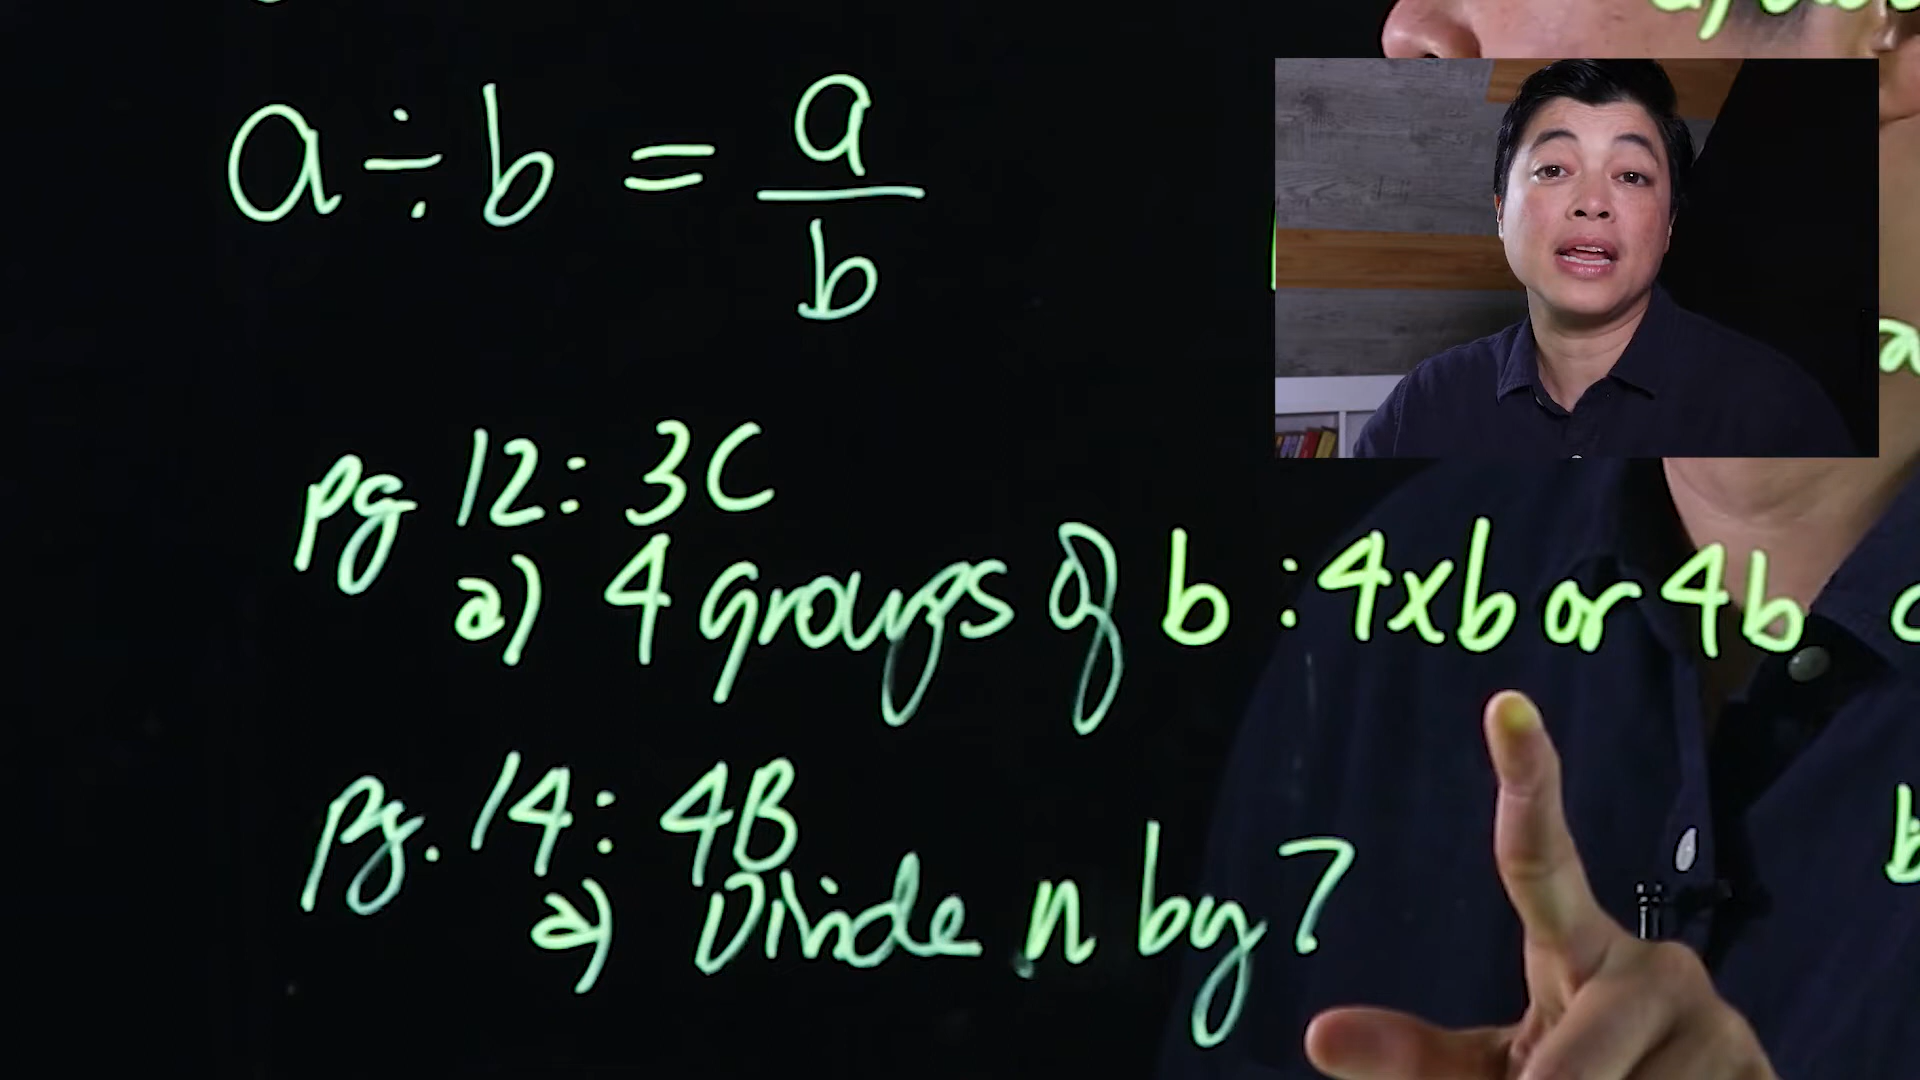 a ÷ b = a/b
pg 12: 3C
a) 4 groups of b : 4xb or 4b
pg. 14: 4B
a) Divide n by 7